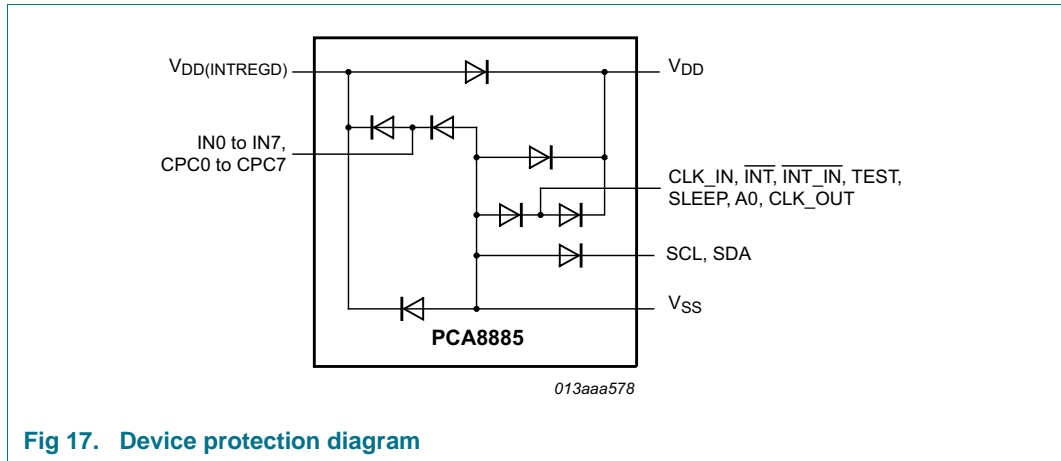 VDD(INTREGD)
VDD
IN0 to IN7,
CPC0 to CPC7
CLK_IN, INT, INT_IN, TEST,
SLEEP, A0, CLK_OUT
SCL, SDA
VSS
PCA8885
013aaa578
Fig 17. Device protection diagram